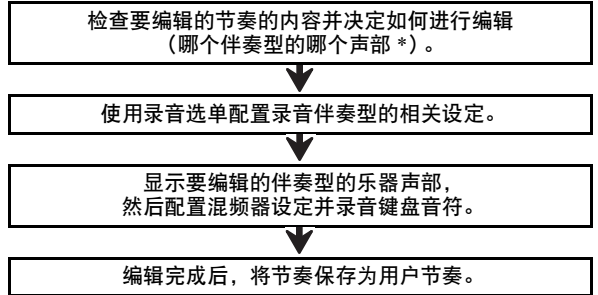 检查要编辑的节奏的内容并决定如何进行编辑
（哪个伴奏型的哪个声部 *）。
使用录音选单配置录音伴奏型的相关设定。
显示要编辑的伴奏型的乐器声部，
然后配置混频器设定并录音键盘音符。
编辑完成后，将节奏保存为用户节奏。